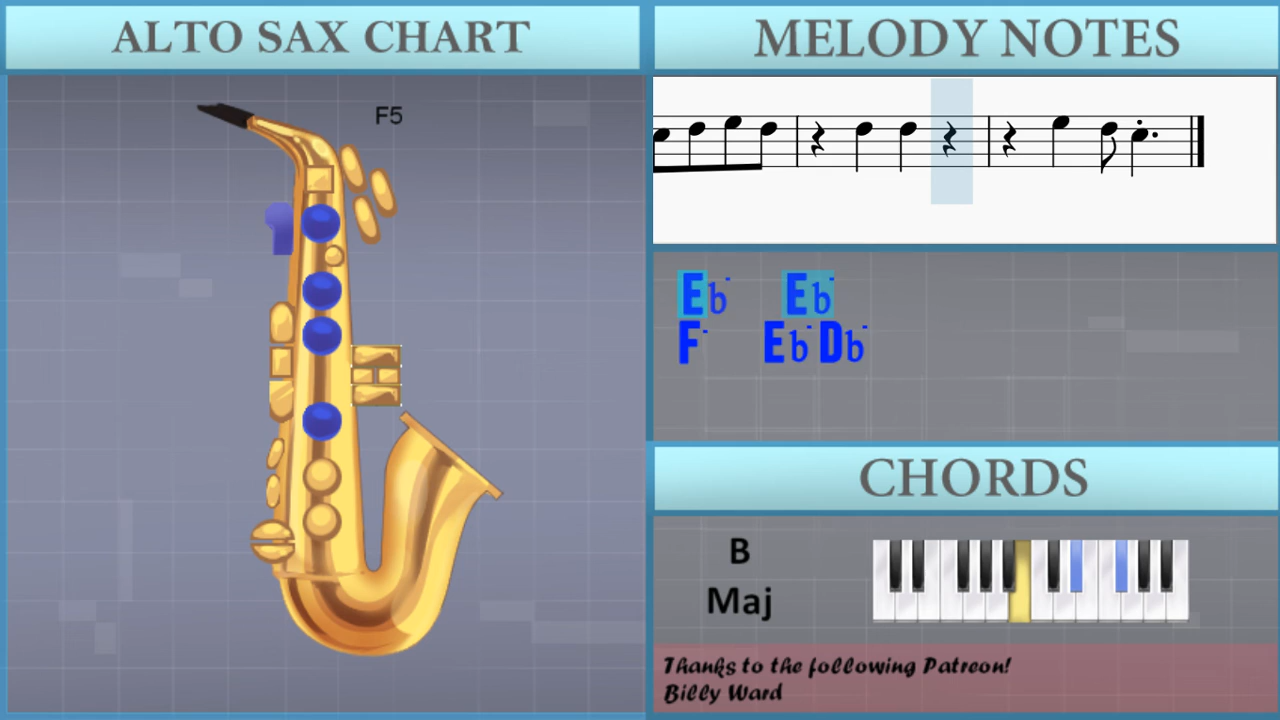 ALTO SAX CHART
F5
MELODY NOTES
Eb˙ Eb˙
F˙ Eb˙ Db˙
CHORDS
B
Maj
Thanks to the following Patreon!
Billy Ward